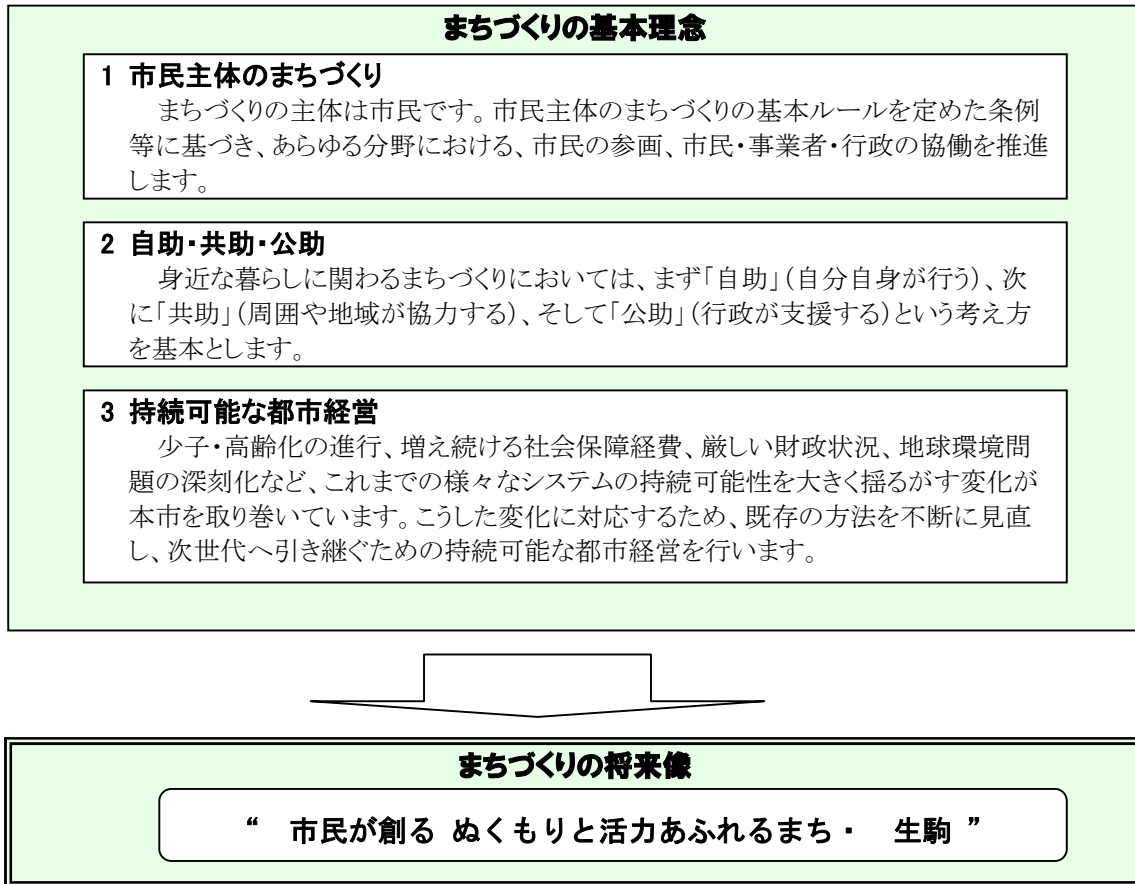 まちづくりの基本理念
1 市民主体のまちづくり
まちづくりの主体は市民です。市民主体のまちづくりの基本ルールを定めた条例
等に基づき、あらゆる分野における、市民の参画、市民・事業者・行政の協働を推進
します。
2 自助・共助・公助
身近な暮らしに関わるまちづくりにおいては、まず「自助」(自分自身が行う)、次
に「共助」(周囲や地域が協力する)、そして「公助」(行政が支援する)という考え方
を基本とします。
3 持続可能な都市経営
少子・高齢化の進行、増え続ける社会保障経費、厳しい財政状況、地球環境問
題の深刻化など、これまでの様々なシステムの持続可能性を大きく揺るがす変化が
本市を取り巻いています。こうした変化に対応するため、既存の方法を不断に見直
し、次世代へ引き継ぐための持続可能な都市経営を行います。
まちづくりの将来像
“ 市民が創る ぬくもりと活力あふれるまち・ 生駒 ”